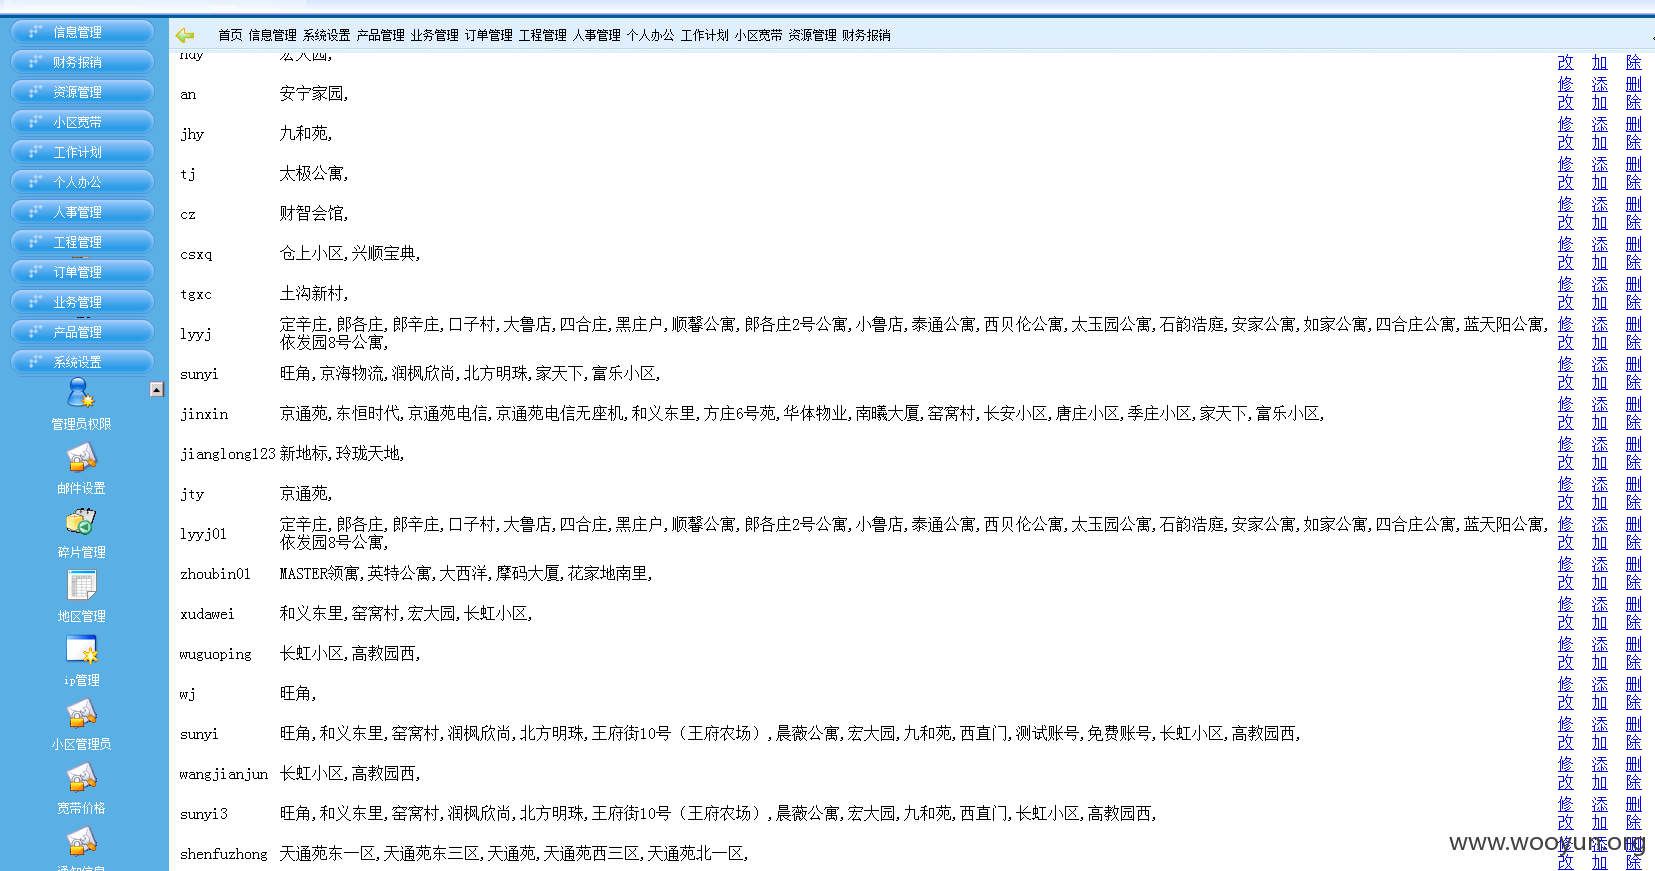 首页 信息管理 系统设置 产品管理 业务管理 订单管理 工程管理 人事管理 个人办公 工作计划 小区宽带 资源管理 财务报销
信息管理
财务报销
资源管理
小区宽带
工作计划
个人办公
人事管理
工程管理
订单管理
业务管理
产品管理
系统设置
管理员权限
邮件设置
碎片管理
地区管理
ip管理
小区管理员
宽带价格
通知信息
宏大园, 改 加 除
an 安宁家园, 修改 添加 删除
jhy 九和苑, 修改 添加 删除
tj 太极公寓, 修改 添加 删除
cz 财智会馆, 修改 添加 删除
csxq 仓上小区,兴顺宝典, 修改 添加 删除
tgxc 土沟新村, 修改 添加 删除
lyyj 定辛庄,郎各庄,郎辛庄,口子村,大鲁店,四合庄,黑庄户,顺馨公寓,郎各庄2号公寓,小鲁店,泰通公寓,西贝伦公寓,太玉园公寓,石韵浩庭,安家公寓,如家公寓,四合庄公寓,蓝天阳公寓, 修改 添加 删除
依发园8号公寓,
sunyi 旺角,京海物流,润枫欣尚,北方明珠,家天下,富乐小区, 修改 添加 删除
jinxin 京通苑,东恒时代,京通苑电信,京通苑电信无座机,和义东里,方庄6号苑,华体物业,南曦大厦,窑窝村,长安小区,唐庄小区,季庄小区,家天下,富乐小区, 修改 添加 删除
jianglong123 新地标,玲珑天地, 修改 添加 删除
jty 京通苑, 修改 添加 删除
lyyj01 定辛庄,郎各庄,郎辛庄,口子村,大鲁店,四合庄,黑庄户,顺馨公寓,郎各庄2号公寓,小鲁店,泰通公寓,西贝伦公寓,太玉园公寓,石韵浩庭,安家公寓,如家公寓,四合庄公寓,蓝天阳公寓, 修改 添加 删除
依发园8号公寓,
zhoubin01 MASTER领寓,英特公寓,大西洋,摩码大厦,花家地南里, 修改 添加 删除
xudawei 和义东里,窑窝村,宏大园,长虹小区, 修改 添加 删除
wuguoping 长虹小区,高教园西, 修改 添加 删除
wj 旺角, 修改 添加 删除
sunyi 旺角,和义东里,窑窝村,润枫欣尚,北方明珠,王府街10号（王府农场）,晨薇公寓,宏大园,九和苑,西直门,测试账号,免费账号,长虹小区,高教园西, 修改 添加 删除
wangjianjun 长虹小区,高教园西, 修改 添加 删除
sunyi3 旺角,和义东里,窑窝村,润枫欣尚,北方明珠,王府街10号（王府农场）,晨薇公寓,宏大园,九和苑,西直门,长虹小区,高教园西, 修改 添加 删除
shenfuzhong 天通苑东一区,天通苑东三区,天通苑,天通苑西三区,天通苑北一区, 修改 添加 删除
www.wooyun.org